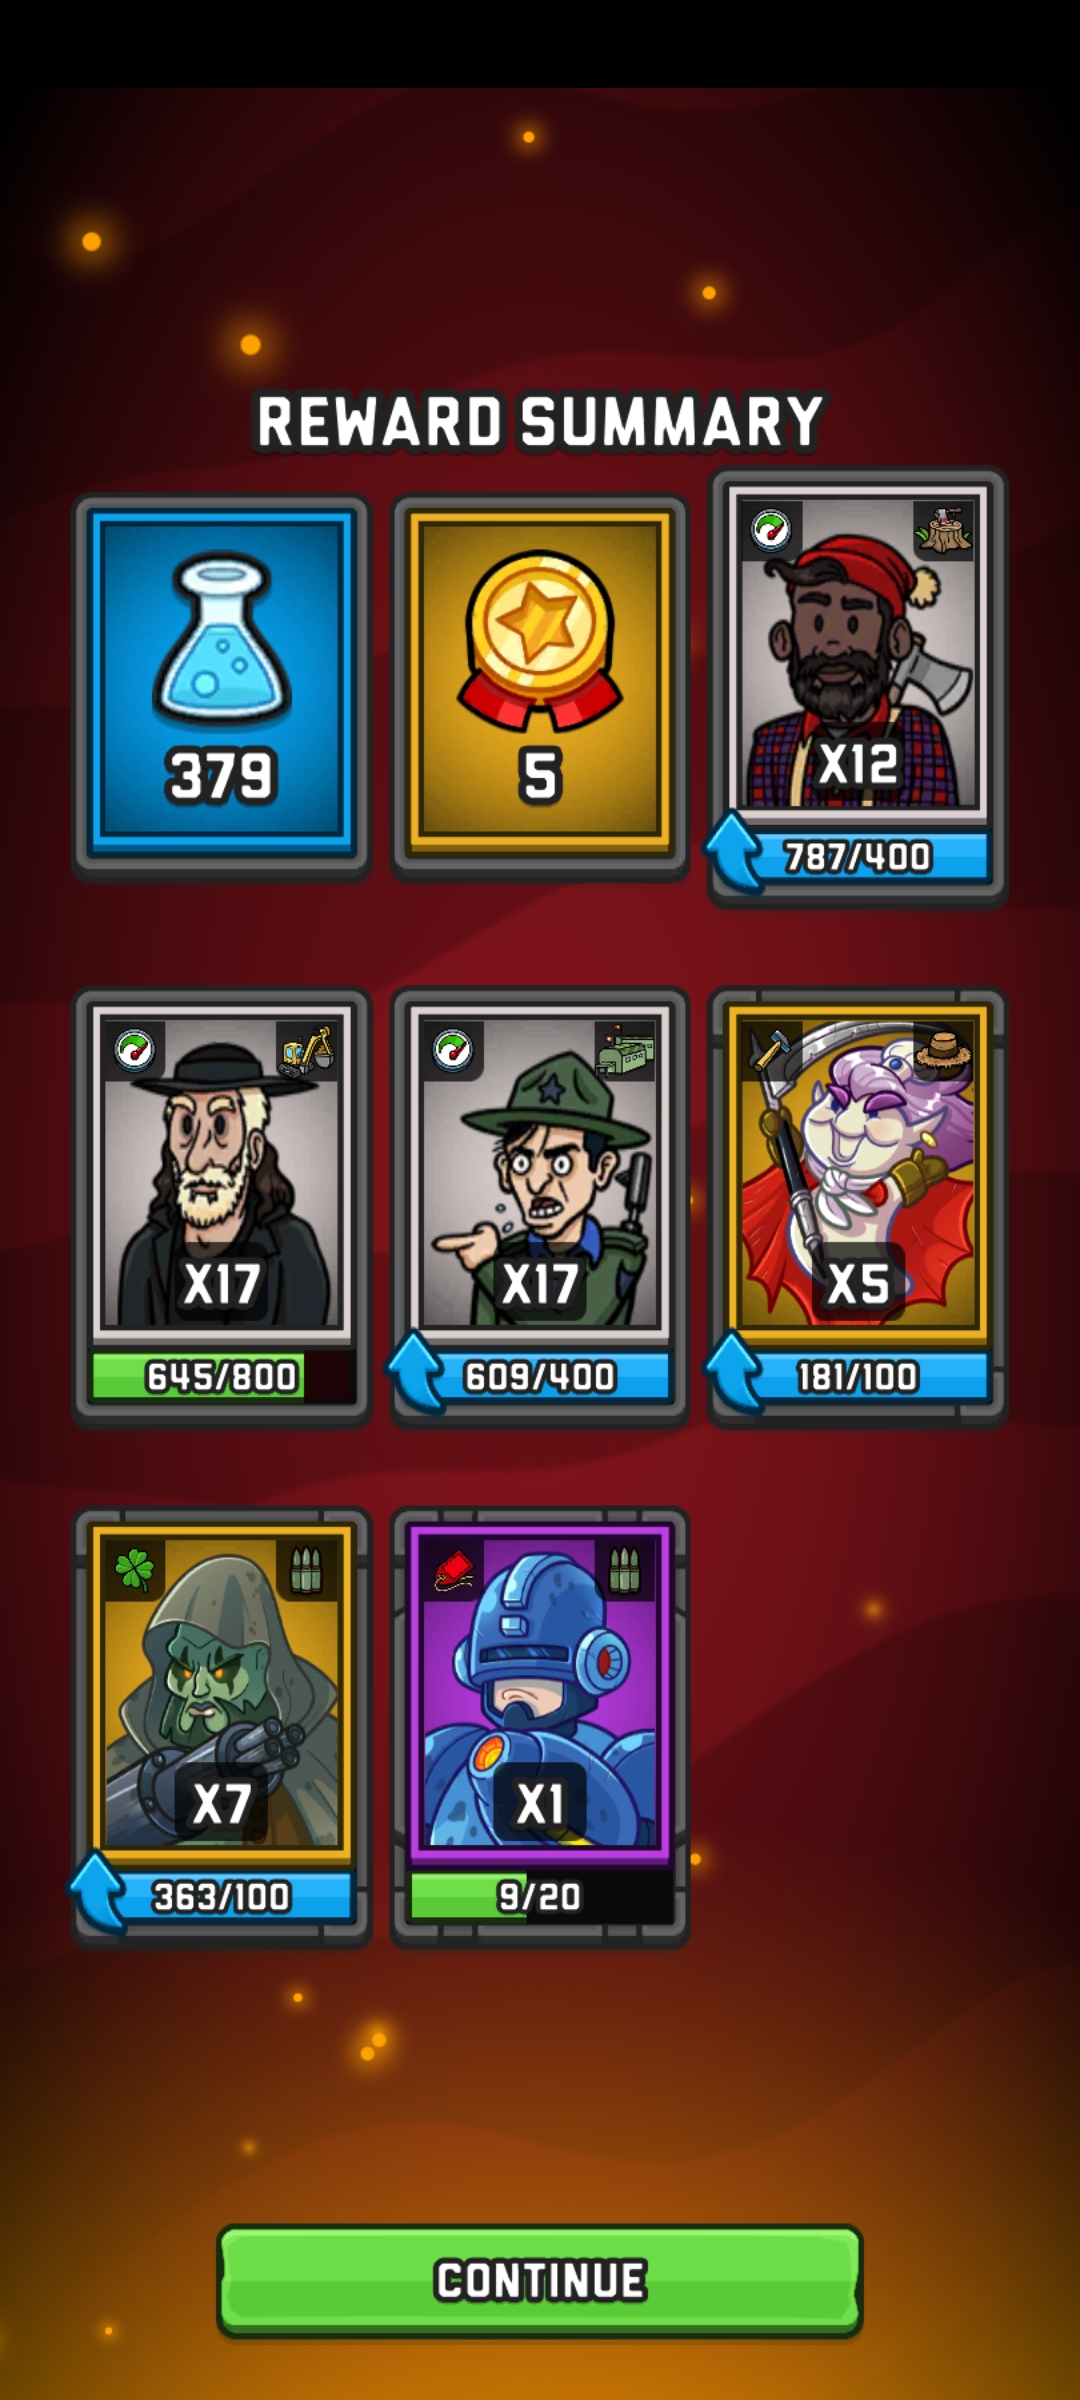 REWARD SUMMARY
379
5
X12
787/400
X17
645/800
X17
609/400
X5
181/100
X7
363/100
X1
9/20
CONTINUE